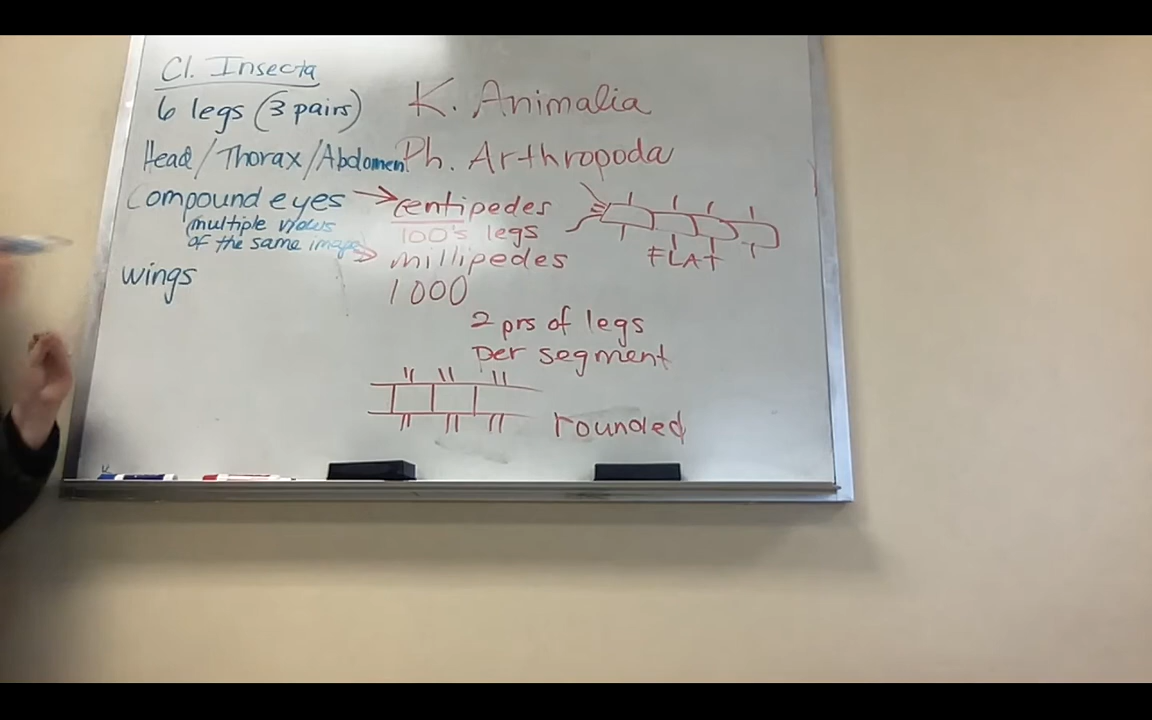 Cl. Insecta
6 legs (3 pairs)
Head/Thorax/Abdomen
Compound eyes
multiple views
of the same image
wings
K. Animalia
Ph. Arthropoda
centipedes
100's legs
millipedes
1000
FLAT
2 prs of legs
per segment
rounded